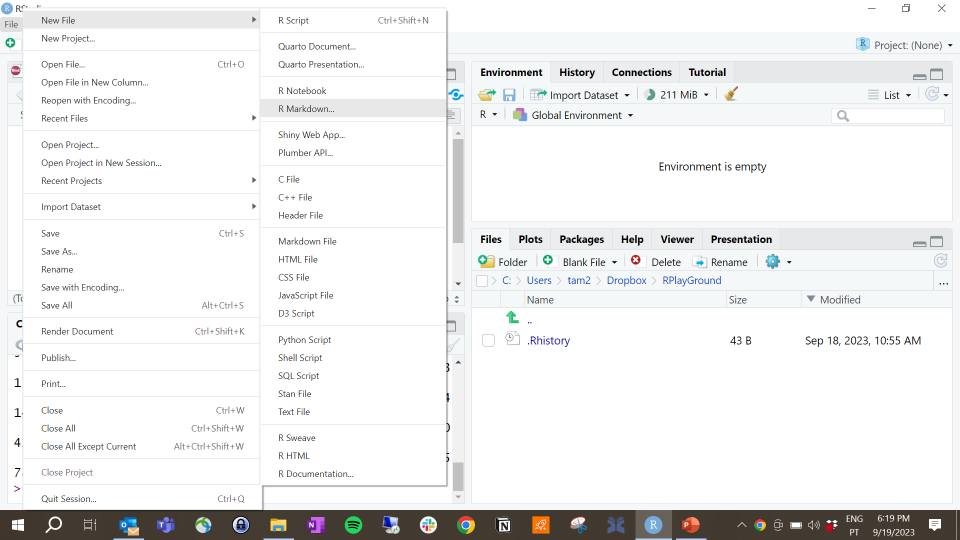 File
New File
New Project...
Open File... Ctrl+O
Open File in New Column...
Reopen with Encoding...
Recent Files
Open Project...
Open Project in New Session...
Recent Projects
Import Dataset
Save Ctrl+S
Save As...
Rename
Save with Encoding...
Save All Alt+Ctrl+S
Render Document Ctrl+Shift+K
Publish...
Print...
Close Ctrl+W
Close All Ctrl+Shift+W
Close All Except Current Alt+Ctrl+Shift+W
Close Project
Quit Session... Ctrl+Q
R Script Ctrl+Shift+N
Quarto Document...
Quarto Presentation...
R Notebook
R Markdown...
Shiny Web App...
Plumber API...
C File
C++ File
Header File
Markdown File
HTML File
CSS File
JavaScript File
D3 Script
Python Script
Shell Script
SQL Script
Stan File
Text File
R Sweave
R HTML
R Documentation...
Project: (None)
Environment History Connections Tutorial
Import Dataset 211 MiB List
R Global Environment
Environment is empty
Files Plots Packages Help Viewer Presentation
Folder Blank File Delete Rename
C: Users tam2 Dropbox RPlayGround ...
Name Size Modified
..
.Rhistory 43 B Sep 18, 2023, 10:55 AM
ENG 6:19 PM
PT 9/19/2023